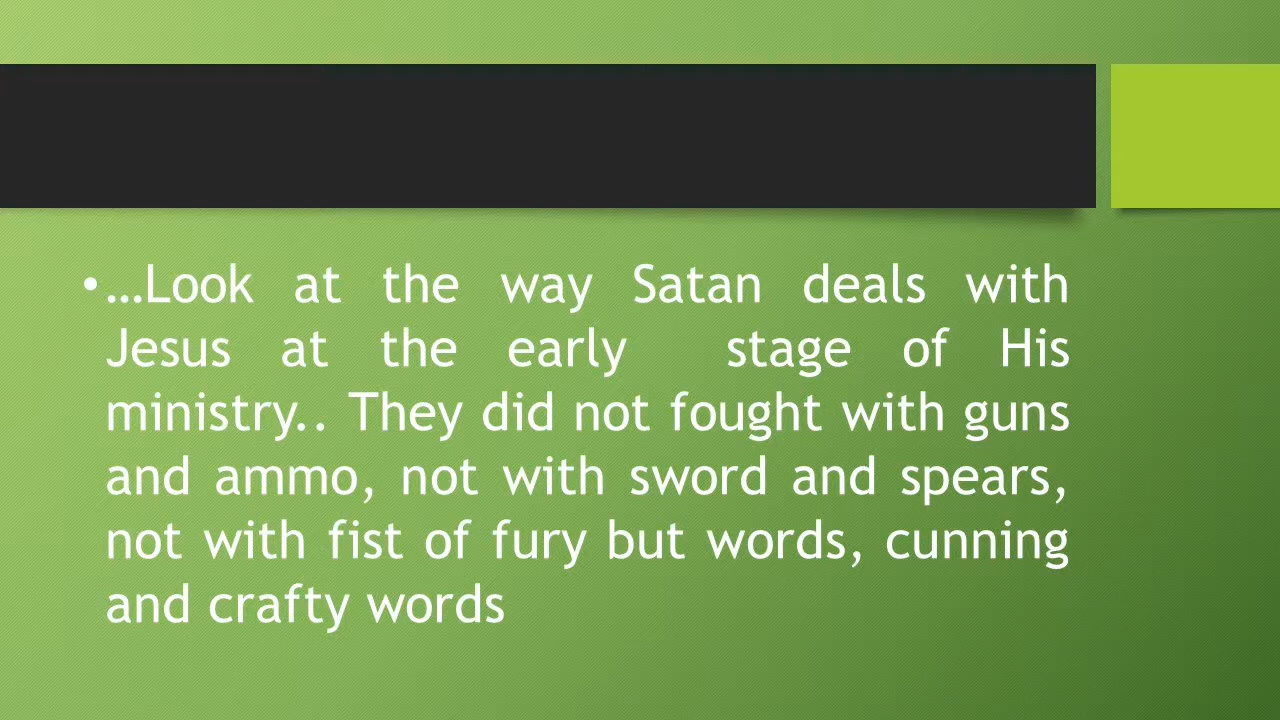 •…Look at the way Satan deals with
Jesus at the early stage of His
ministry.. They did not fought with guns
and ammo, not with sword and spears,
not with fist of fury but words, cunning
and crafty words